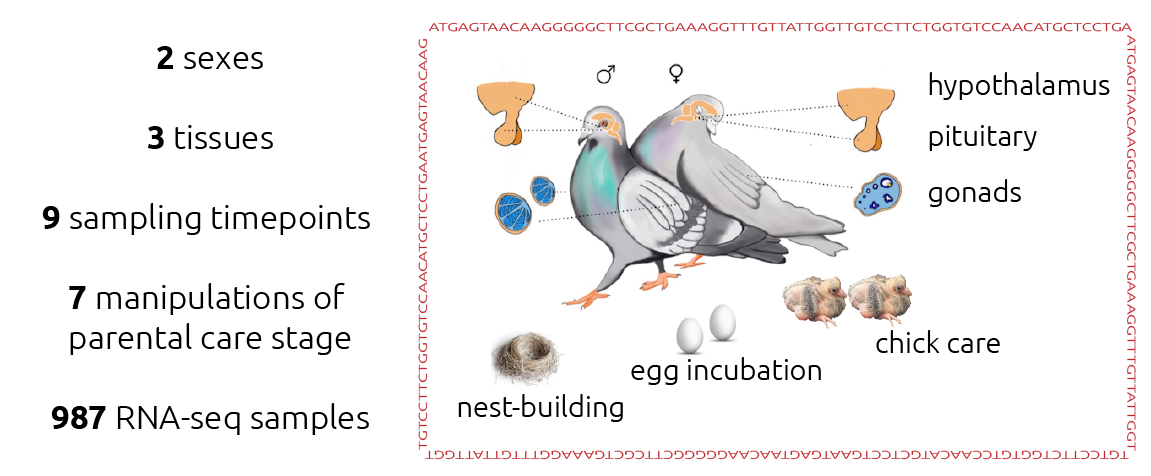 2 sexes
3 tissues
9 sampling timepoints
7 manipulations of
parental care stage
987 RNA-seq samples
ATGAGTAACAAGGGGGCTTCGCTGAAAGGTTTGTTATTGGTTGTCCTTCTGGTGTCCAACATGCTCCTGA
ATGAGTAACAAGGGGGCTTCGCTGAAAGGTTTGTTATTGGT
TGTCCTTCTGGTGTCCAACATGCTCCTGAATGAGTAACAAGGGGGCTTCGCTGAAAGGTTTGTTATTGGT
TGTCCTTCTGGTGTCCAACATGCTCCTGAATGAGTAACAAG
♂ ♀
hypothalamus
pituitary
gonads
chick care
egg incubation
nest-building